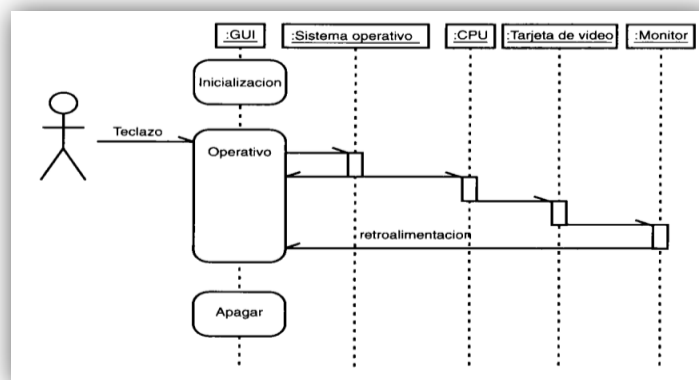 :GUI
:Sistema operativo
:CPU
:Tarjeta de video
:Monitor
Inicializacion
Teclazo
Operativo
retroalimentacion
Apagar